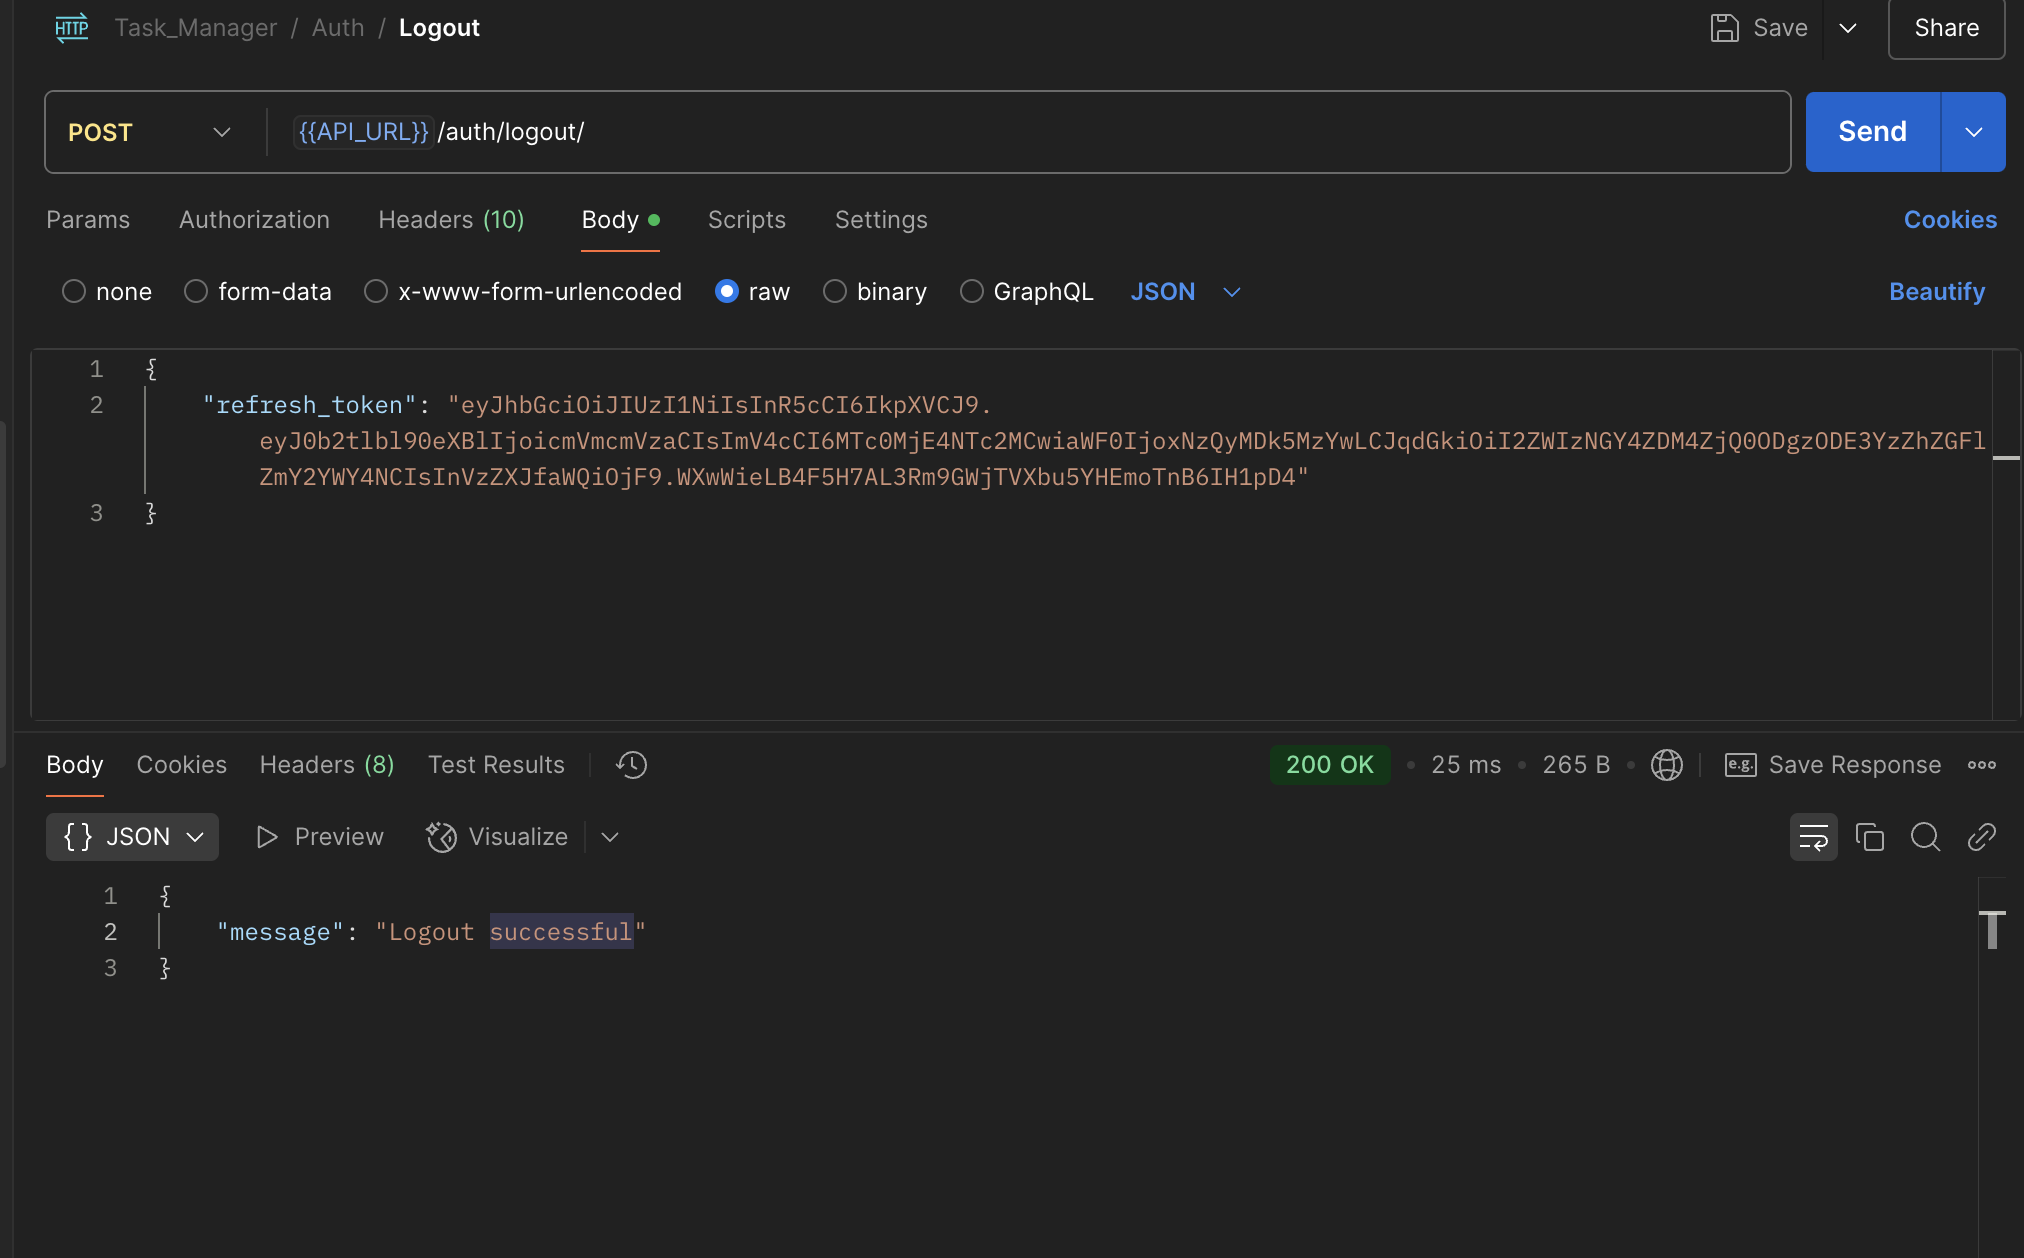 HTTP Task_Manager / Auth / Logout Save Share
POST {{API_URL}}/auth/logout/ Send
Params Authorization Headers (10) Body Scripts Settings Cookies
none form-data x-www-form-urlencoded raw binary GraphQL JSON Beautify
1 {
2 "refresh_token": "eyJhbGciOiJIUzI1NiIsInR5cCI6IkpXVCJ9.
eyJ0b2tlbl90eXBlIjoicmVmcmVzaCIsImV4cCI6MTc0MjE4NTc2MCwiaWF0IjoxNzQyMDk5MzYwLCJqdGkiOiI2ZWIzNGY4ZDM4ZjQ0ODgzODE3YzZhZGFl
ZmY2YWY4NCIsInVzZXJfaWQiOjF9.WXwWieLB4F5H7AL3Rm9GWjTVXbu5YHEmoTnB6IH1pD4"
3 }
Body Cookies Headers (8) Test Results 200 OK • 25 ms • 265 B • e.g. Save Response
{} JSON Preview Visualize
1 {
2 "message": "Logout successful"
3 }